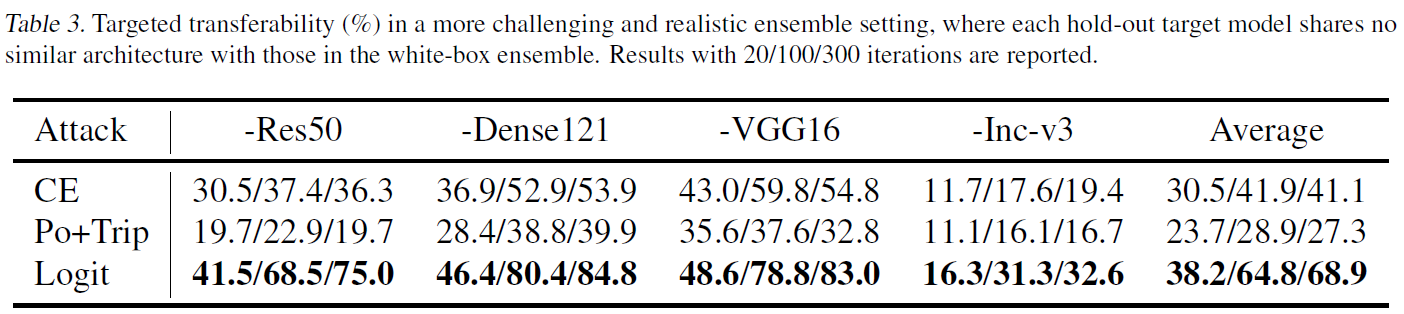 Table 3. Targeted transferability (%) in a more challenging and realistic ensemble setting, where each hold-out target model shares no
similar architecture with those in the white-box ensemble. Results with 20/100/300 iterations are reported.
Attack -Res50 -Dense121 -VGG16 -Inc-v3 Average
CE 30.5/37.4/36.3 36.9/52.9/53.9 43.0/59.8/54.8 11.7/17.6/19.4 30.5/41.9/41.1
Po+Trip 19.7/22.9/19.7 28.4/38.8/39.9 35.6/37.6/32.8 11.1/16.1/16.7 23.7/28.9/27.3
Logit 41.5/68.5/75.0 46.4/80.4/84.8 48.6/78.8/83.0 16.3/31.3/32.6 38.2/64.8/68.9